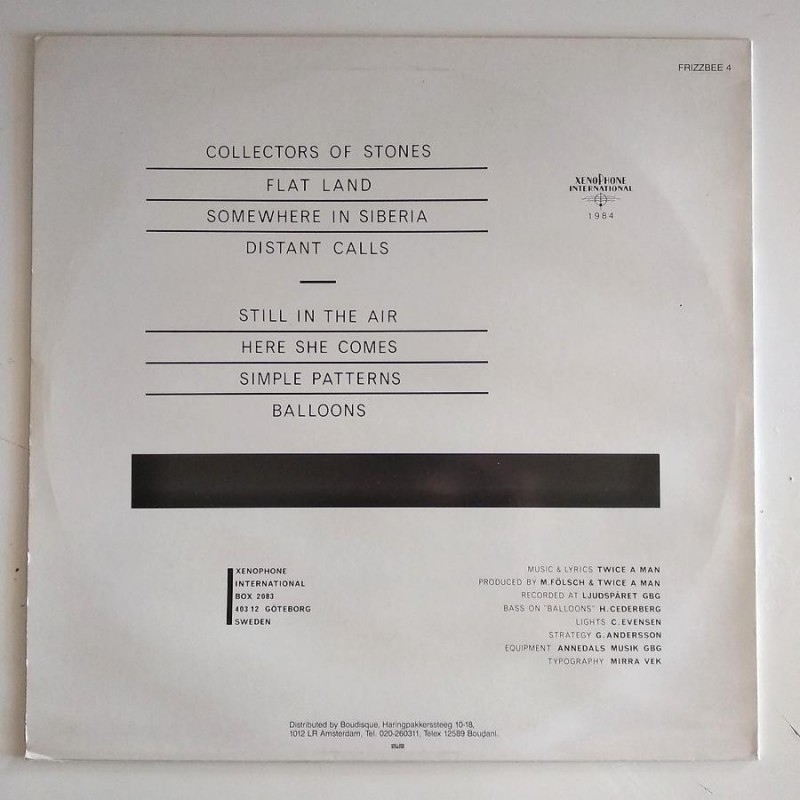 FRIZZBEE 4
COLLECTORS OF STONES
FLAT LAND
SOMEWHERE IN SIBERIA
DISTANT CALLS
XENOPHONE
INTERNATIONAL
1984
STILL IN THE AIR
HERE SHE COMES
SIMPLE PATTERNS
BALLOONS
XENOPHONE
INTERNATIONAL
BOX 2083
403 12 GÖTEBORG
SWEDEN
MUSIC & LYRICS TWICE A MAN
PRODUCED BY M.FÖLSCH & TWICE A MAN
RECORDED AT LJUDSPÅRET GBG
BASS ON "BALLOONS" H.CEDERBERG
LIGHTS C.EVENSEN
STRATEGY G.ANDERSSON
EQUIPMENT ANNEDALS MUSIK GBG
TYPOGRAPHY MIRRA VEK
Distributed by Boudisque, Haringpakkerssteeg 10-18,
1012 LR Amsterdam, Tel. 020-260311, Telex 12589 Boudanl.